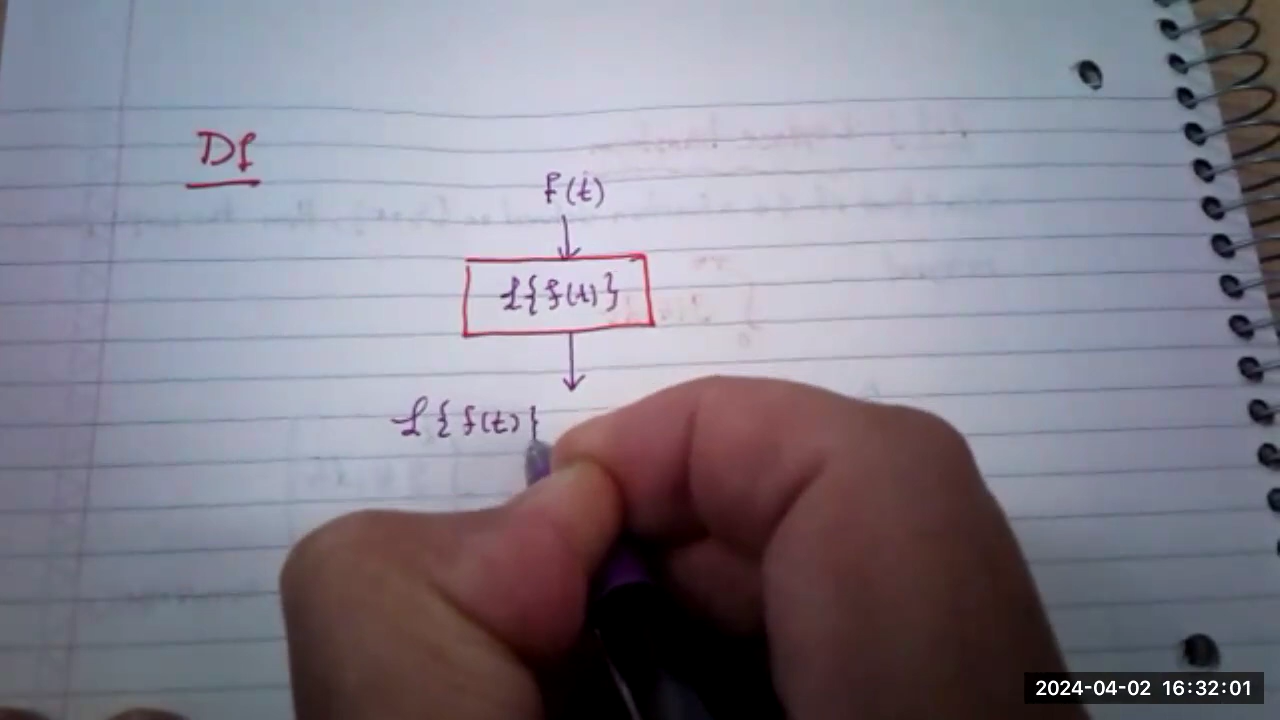 Df
f(t)
ℒ{f(t)}
ℒ{f(t)}
2024-04-02 16:32:01